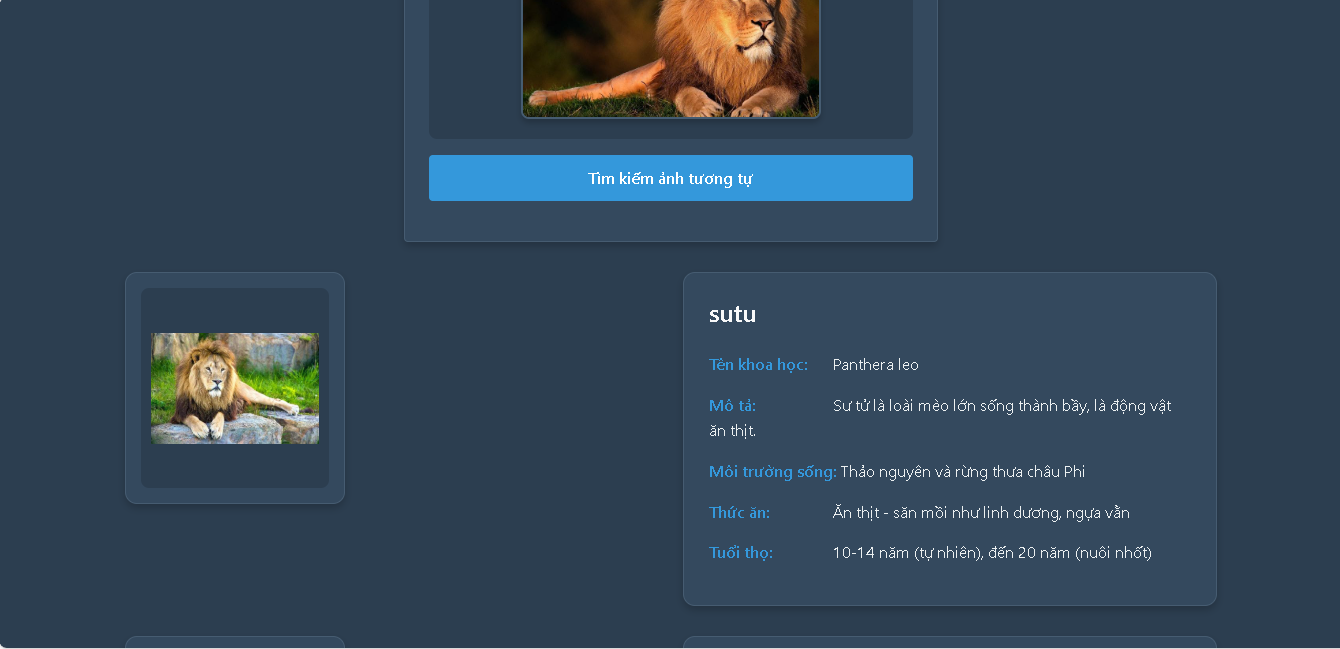 Tìm kiếm ảnh tương tự
sutu
Tên khoa học: Panthera leo
Mô tả: Sư tử là loài mèo lớn sống thành bầy, là động vật
ăn thịt.
Môi trường sống: Thảo nguyên và rừng thưa châu Phi
Thức ăn: Ăn thịt - săn mồi như linh dương, ngựa vằn
Tuổi thọ: 10-14 năm (tự nhiên), đến 20 năm (nuôi nhốt)